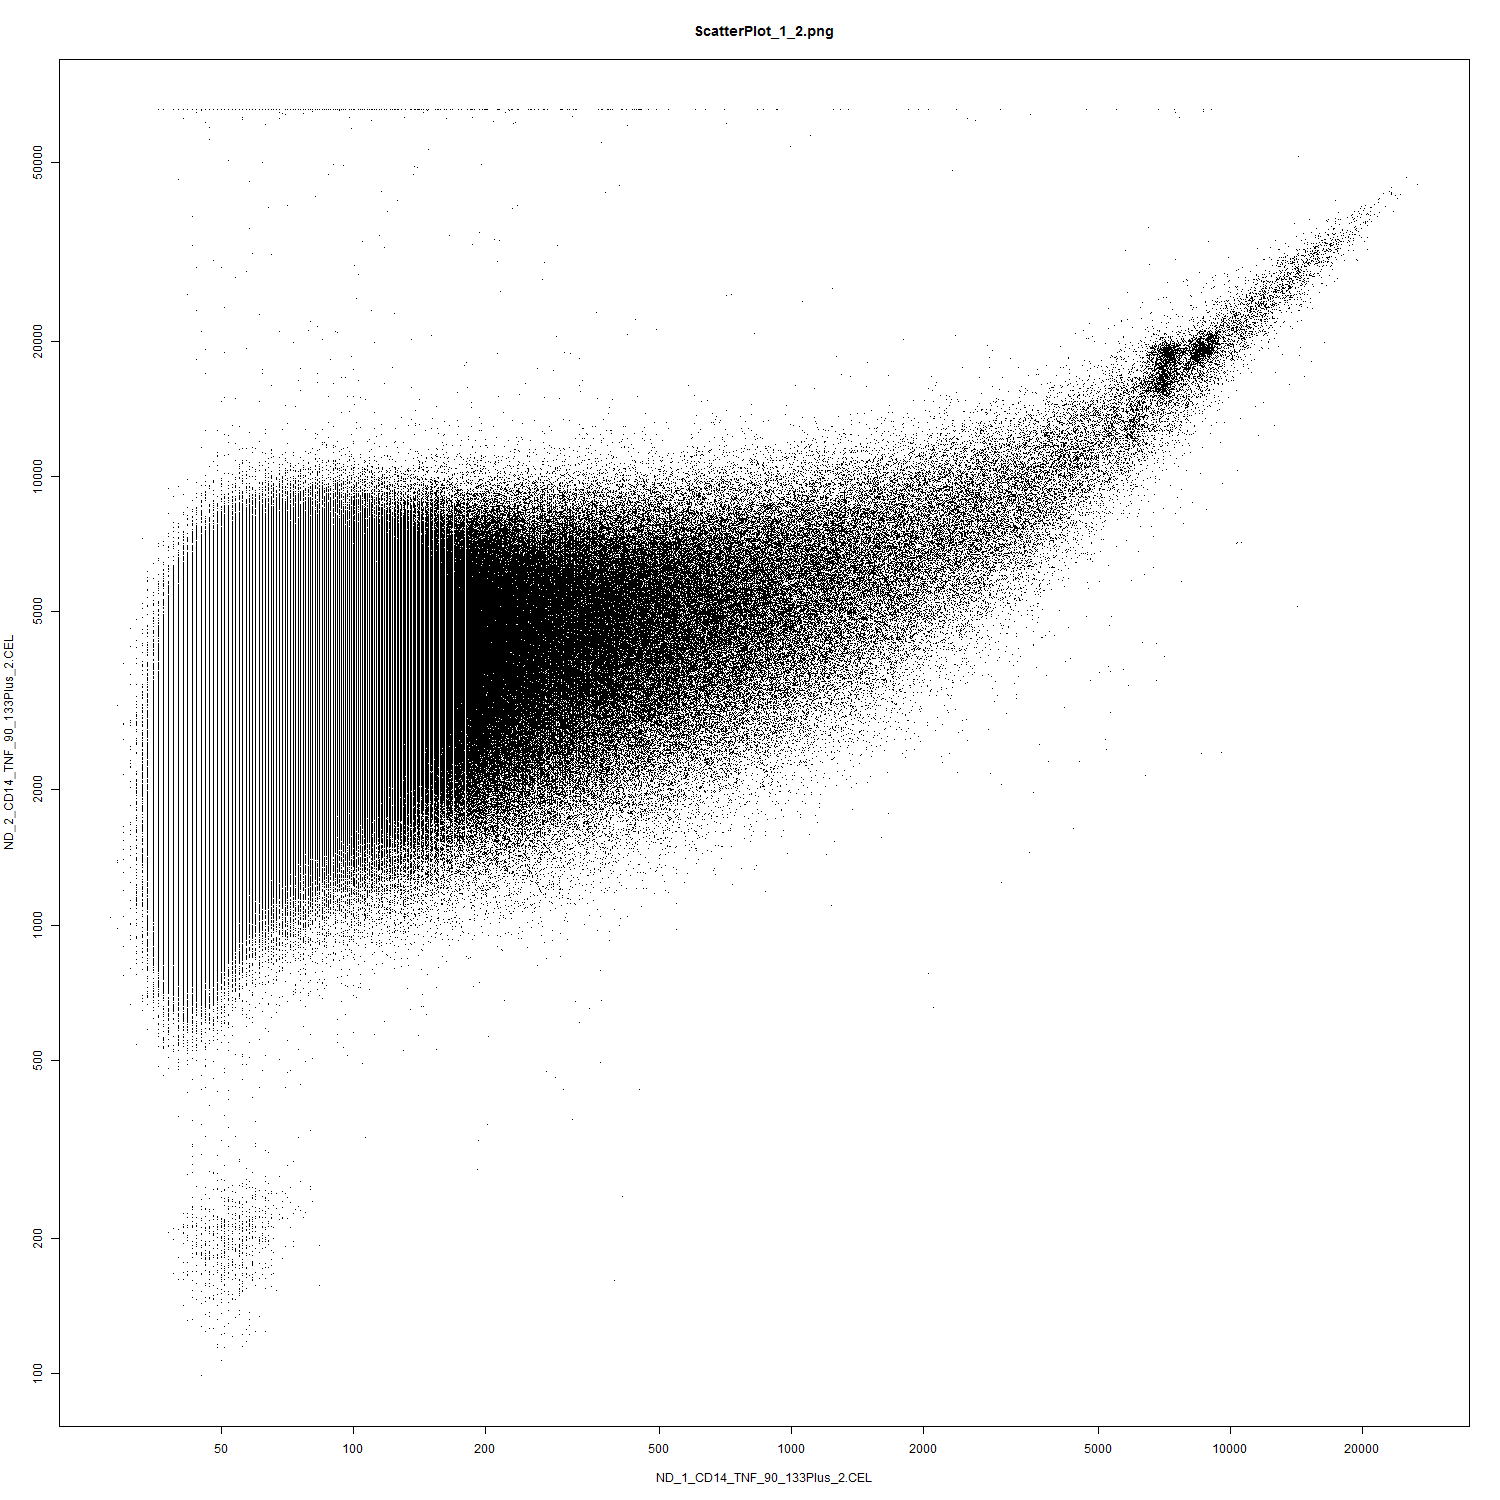 ScatterPlot_1_2.png
50000
20000
10000
5000
2000
1000
500
200
100
ND_2_CD14_TNF_90_133Plus_2.CEL
50 100 200 500 1000 2000 5000 10000 20000
ND_1_CD14_TNF_90_133Plus_2.CEL